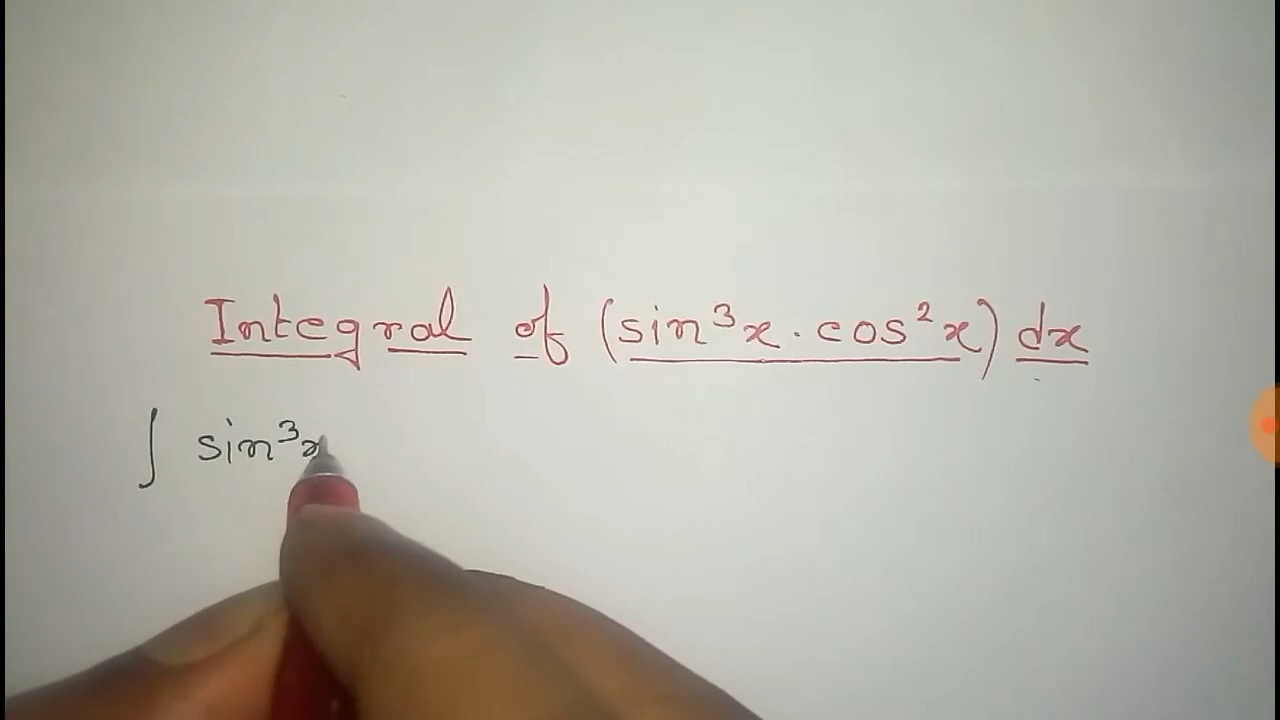 Integral of (sin³x · cos²x) dx
∫ sin³x